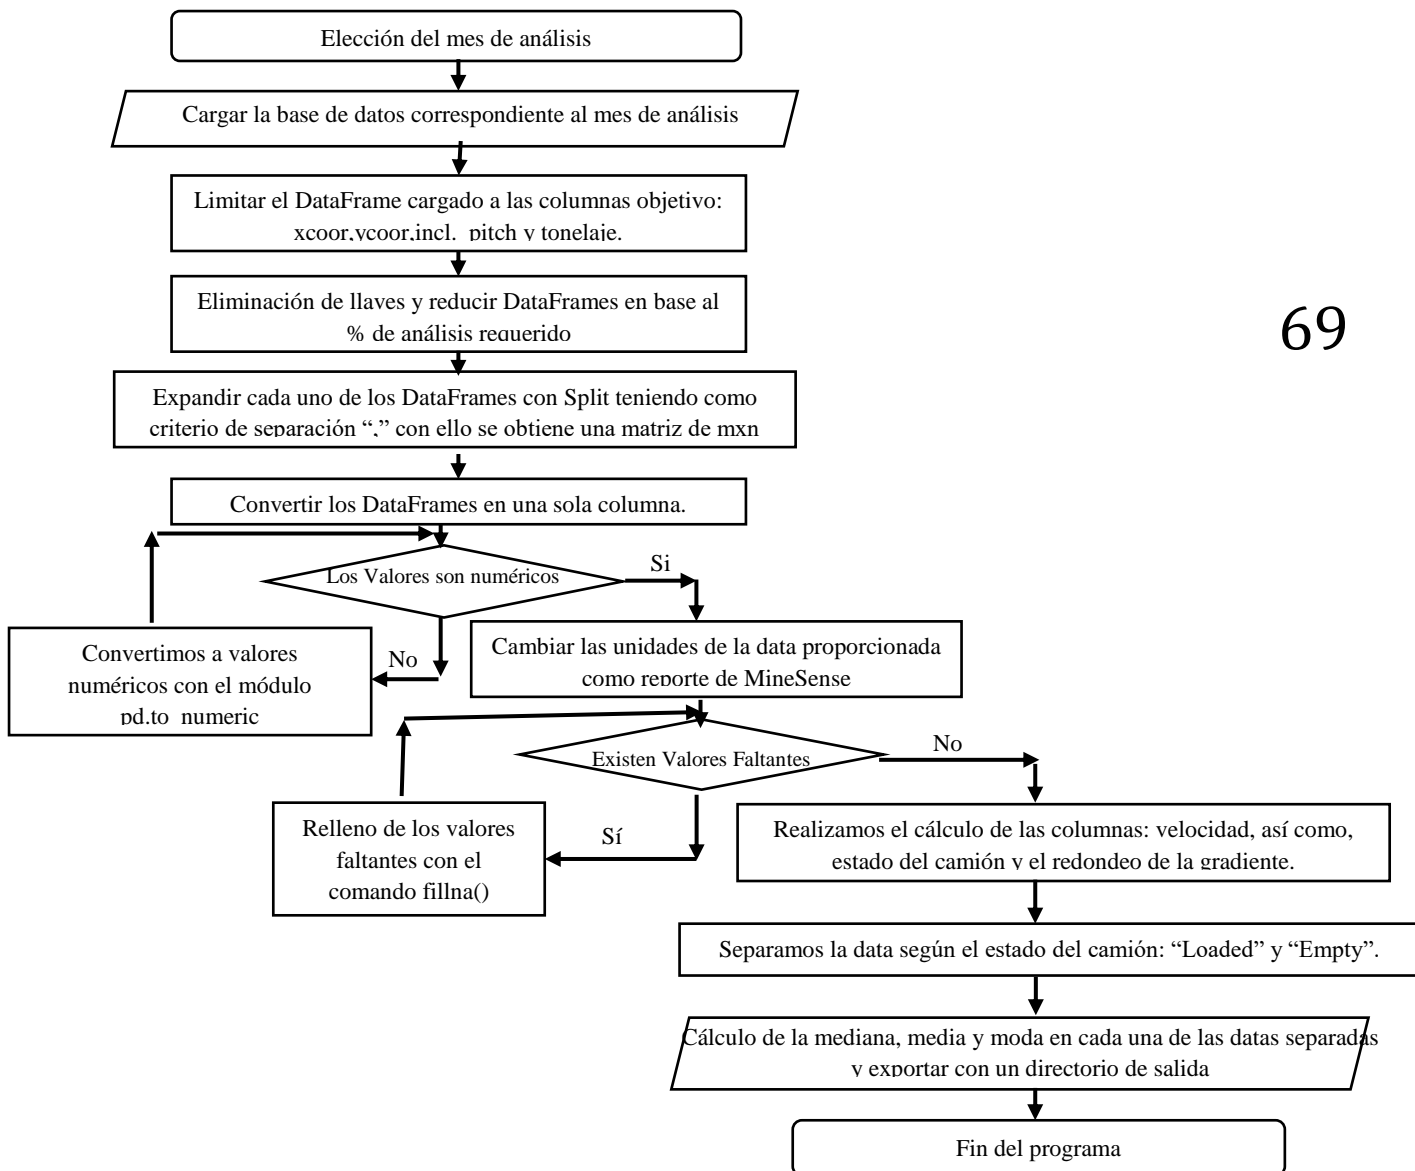 Elección del mes de análisis
Cargar la base de datos correspondiente al mes de análisis
Limitar el DataFrame cargado a las columnas objetivo:
xcoor,ycoor,incl._pitch y tonelaje.
Eliminación de llaves y reducir DataFrames en base al
% de análisis requerido
69
Expandir cada uno de los DataFrames con Split teniendo como
criterio de separación “,” con ello se obtiene una matriz de mxn
Convertir los DataFrames en una sola columna.
Los Valores son numéricos
Si
No
Convertimos a valores
numéricos con el módulo
pd.to_numeric
Cambiar las unidades de la data proporcionada
como reporte de MineSense
Existen Valores Faltantes
No
Sí
Relleno de los valores
faltantes con el
comando fillna()
Realizamos el cálculo de las columnas: velocidad, así como,
estado del camión y el redondeo de la gradiente.
Separamos la data según el estado del camión: “Loaded” y “Empty”.
Cálculo de la mediana, media y moda en cada una de las datas separadas
y exportar con un directorio de salida
Fin del programa